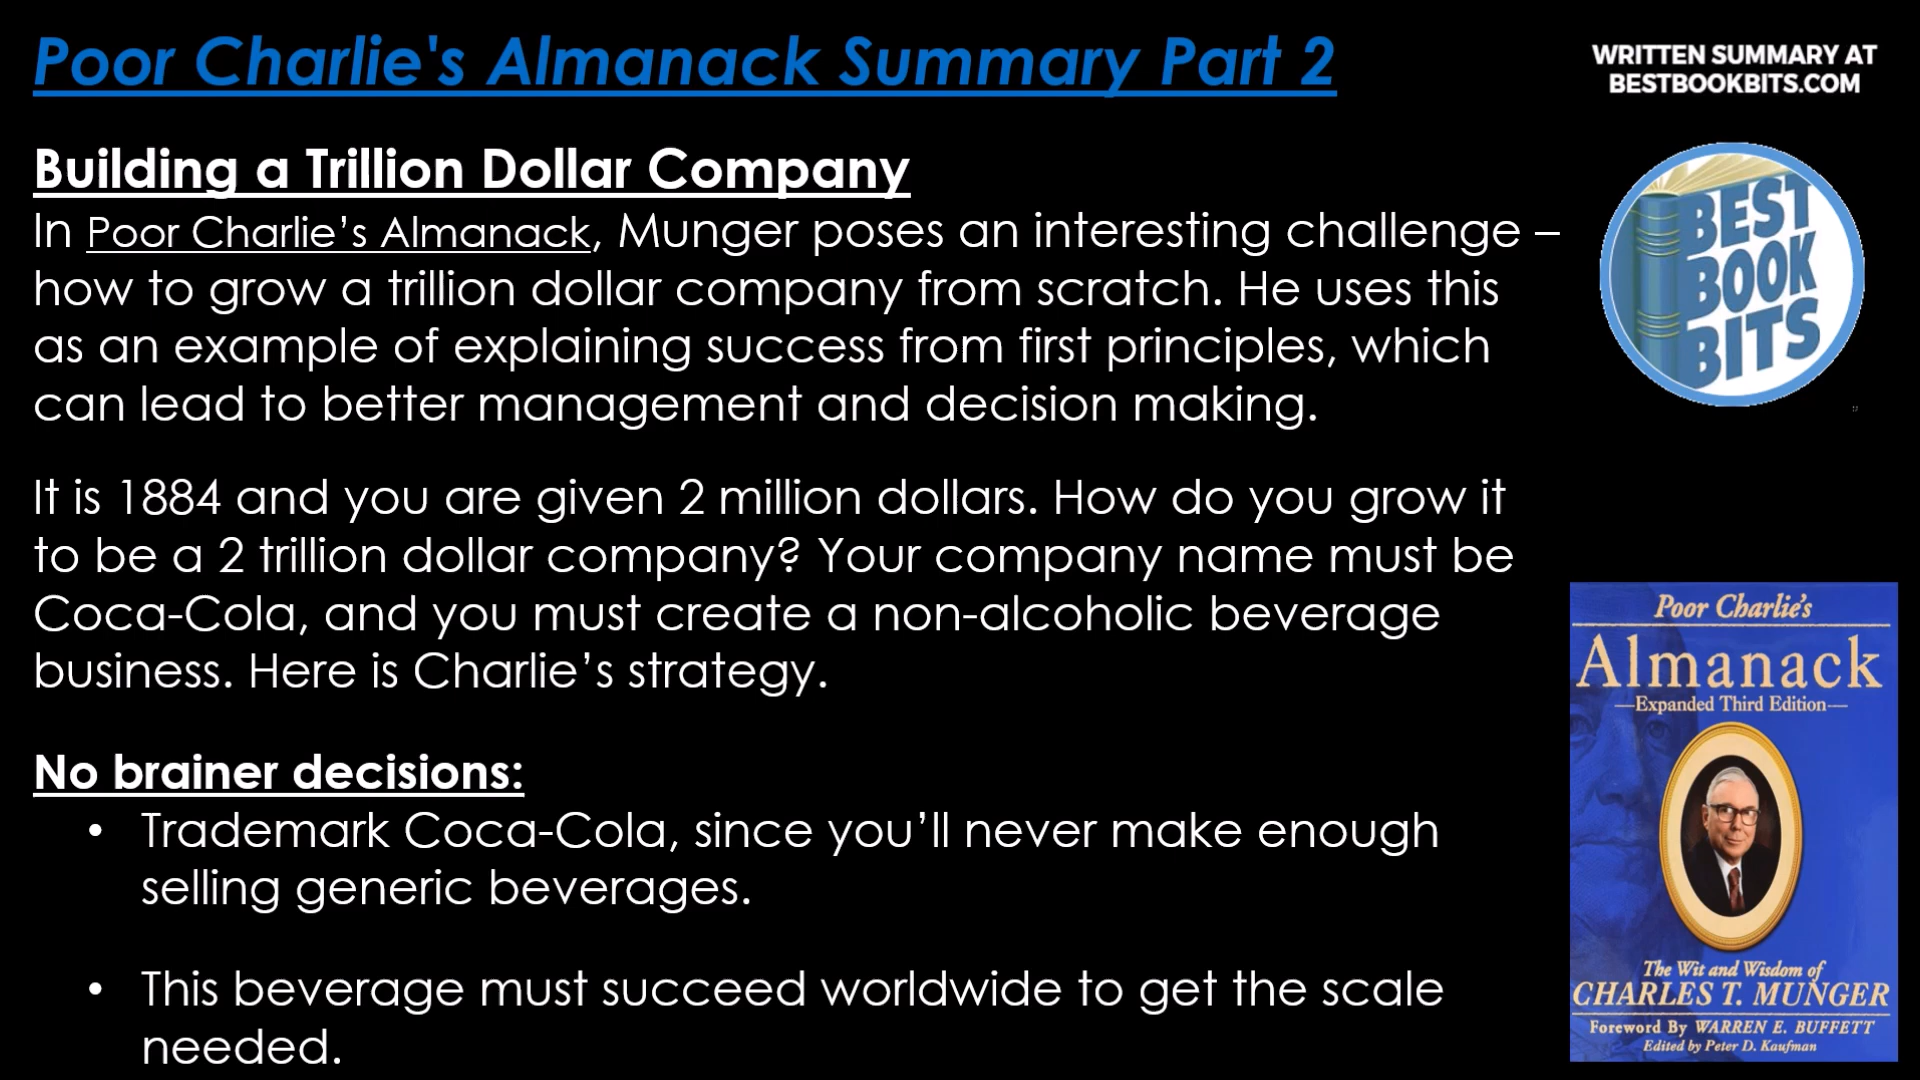 Poor Charlie's Almanack Summary Part 2
WRITTEN SUMMARY AT
BESTBOOKBITS.COM
Building a Trillion Dollar Company
In Poor Charlie’s Almanack, Munger poses an interesting challenge –
how to grow a trillion dollar company from scratch. He uses this
as an example of explaining success from first principles, which
can lead to better management and decision making.
It is 1884 and you are given 2 million dollars. How do you grow it
to be a 2 trillion dollar company? Your company name must be
Coca-Cola, and you must create a non-alcoholic beverage
business. Here is Charlie’s strategy.
No brainer decisions:
• Trademark Coca-Cola, since you’ll never make enough
selling generic beverages.
• This beverage must succeed worldwide to get the scale
needed.
BEST
BOOK
BITS
Poor Charlie's
Almanack
—Expanded Third Edition—
The Wit and Wisdom of
CHARLES T. MUNGER
Foreword By WARREN E. BUFFETT
Edited by Peter D. Kaufman